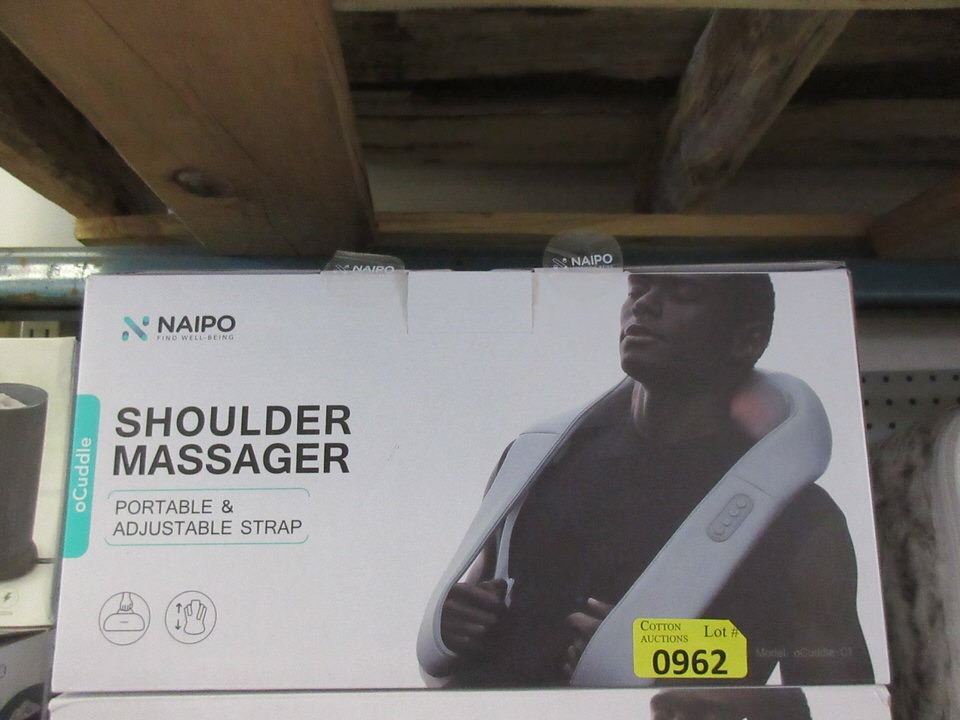 NAIPO
NAIPO
NAIPO
FIND WELL-BEING
SHOULDER
MASSAGER
oCuddle
PORTABLE &
ADJUSTABLE STRAP
COTTON
AUCTIONS
Lot #
0962
Model: oCuddle-C1